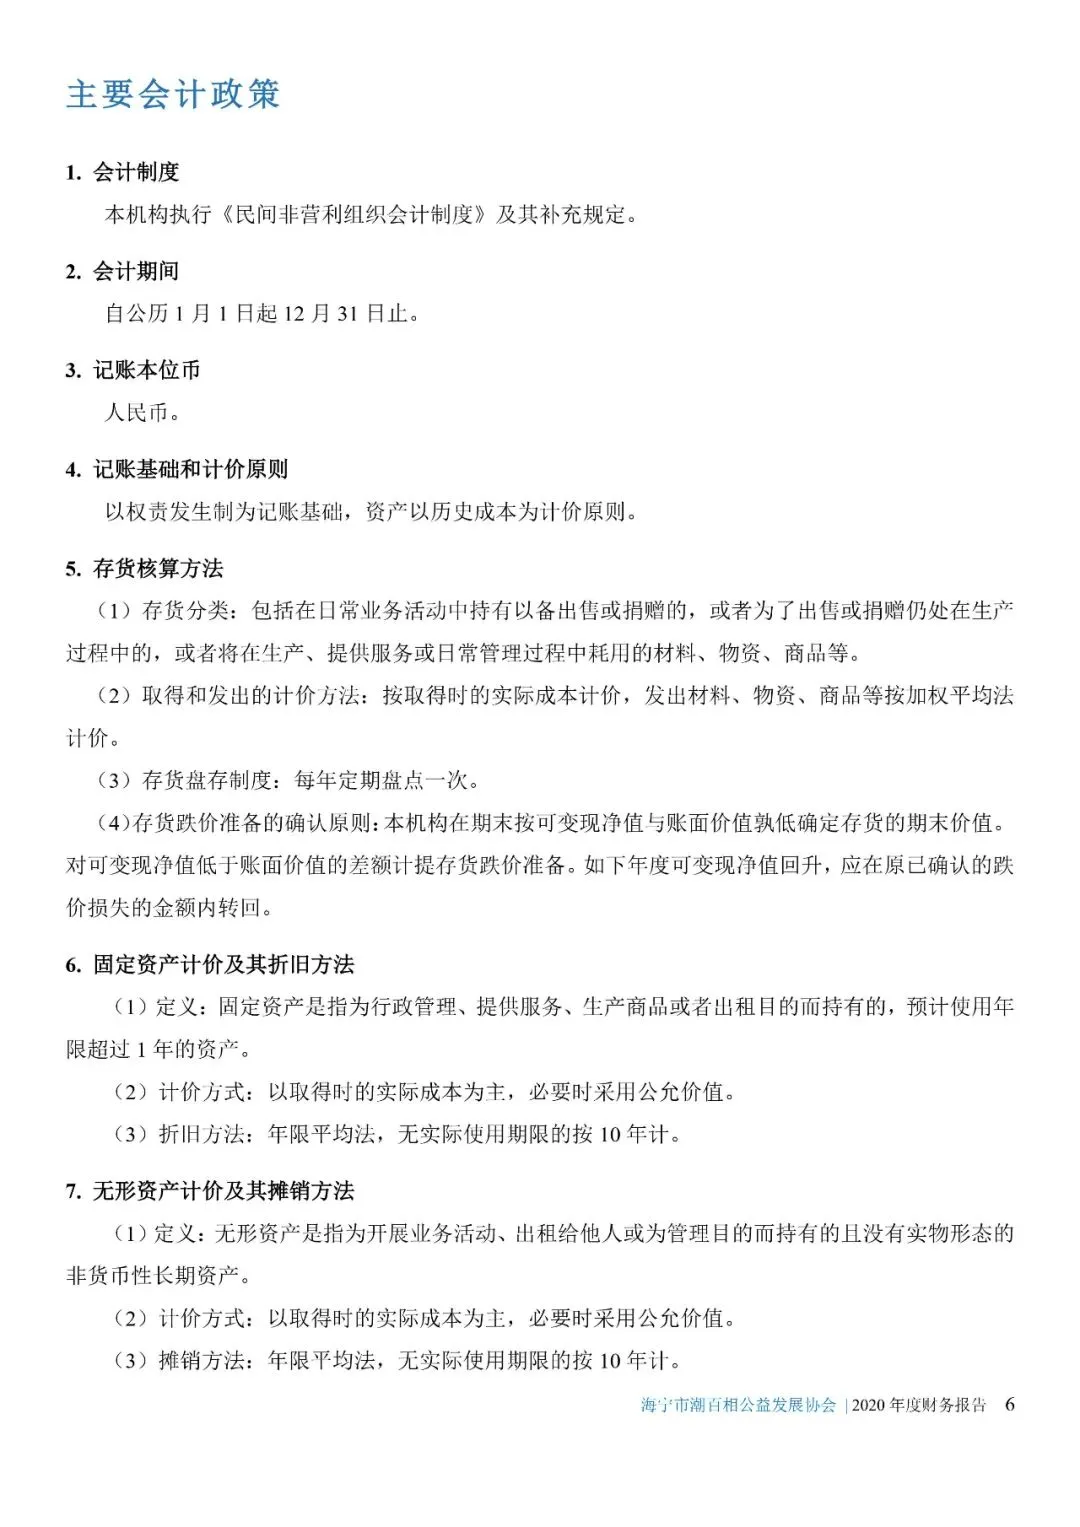 主要会计政策
1. 会计制度
本机构执行《民间非营利组织会计制度》及其补充规定。
2. 会计期间
自公历 1 月 1 日起 12 月 31 日止。
3. 记账本位币
人民币。
4. 记账基础和计价原则
以权责发生制为记账基础，资产以历史成本为计价原则。
5. 存货核算方法
（1）存货分类：包括在日常业务活动中持有以备出售或捐赠的，或者为了出售或捐赠仍处在生产
过程中的，或者将在生产、提供服务或日常管理过程中耗用的材料、物资、商品等。
（2）取得和发出的计价方法：按取得时的实际成本计价，发出材料、物资、商品等按加权平均法
计价。
（3）存货盘存制度：每年定期盘点一次。
（4）存货跌价准备的确认原则：本机构在期末按可变现净值与账面价值孰低确定存货的期末价值。
对可变现净值低于账面价值的差额计提存货跌价准备。如下年度可变现净值回升，应在原已确认的跌
价损失的金额内转回。
6. 固定资产计价及其折旧方法
（1）定义：固定资产是指为行政管理、提供服务、生产商品或者出租目的而持有的，预计使用年
限超过 1 年的资产。
（2）计价方式：以取得时的实际成本为主，必要时采用公允价值。
（3）折旧方法：年限平均法，无实际使用期限的按 10 年计。
7. 无形资产计价及其摊销方法
（1）定义：无形资产是指为开展业务活动、出租给他人或为管理目的而持有的且没有实物形态的
非货币性长期资产。
（2）计价方式：以取得时的实际成本为主，必要时采用公允价值。
（3）摊销方法：年限平均法，无实际使用期限的按 10 年计。
海宁市潮百相公益发展协会 | 2020 年度财务报告 6